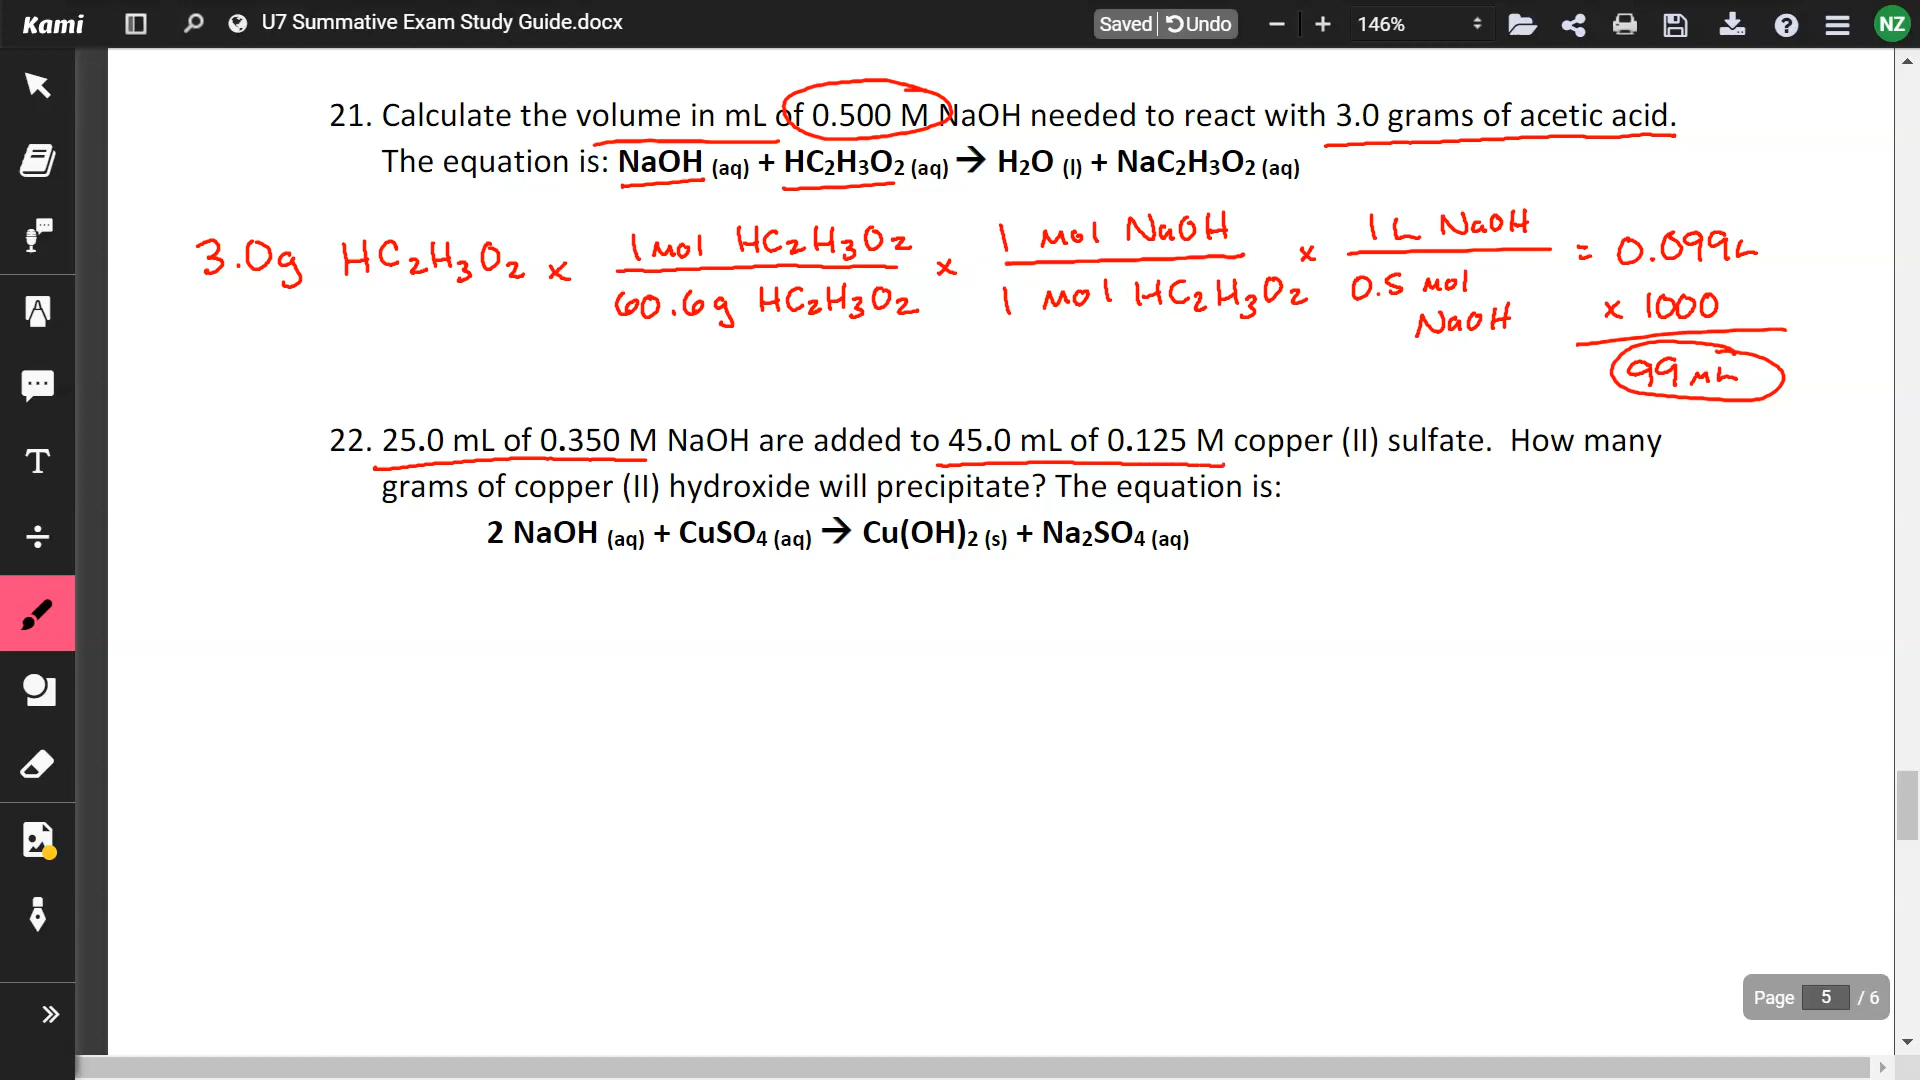 Kami U7 Summative Exam Study Guide.docx Saved Undo − + 146% ? NZ
21. Calculate the volume in mL of 0.500 M NaOH needed to react with 3.0 grams of acetic acid.
The equation is: NaOH (aq) + HC2H3O2 (aq) → H2O (l) + NaC2H3O2 (aq)
3.0g HC2H3O2 x 1 mol HC2H3O2 / 60.6g HC2H3O2 x 1 mol NaOH / 1 mol HC2H3O2 x 1 L NaOH / 0.5 mol NaOH = 0.099L
x 1000
99 mL
22. 25.0 mL of 0.350 M NaOH are added to 45.0 mL of 0.125 M copper (II) sulfate. How many
grams of copper (II) hydroxide will precipitate? The equation is:
2 NaOH (aq) + CuSO4 (aq) → Cu(OH)2 (s) + Na2SO4 (aq)
Page 5 / 6